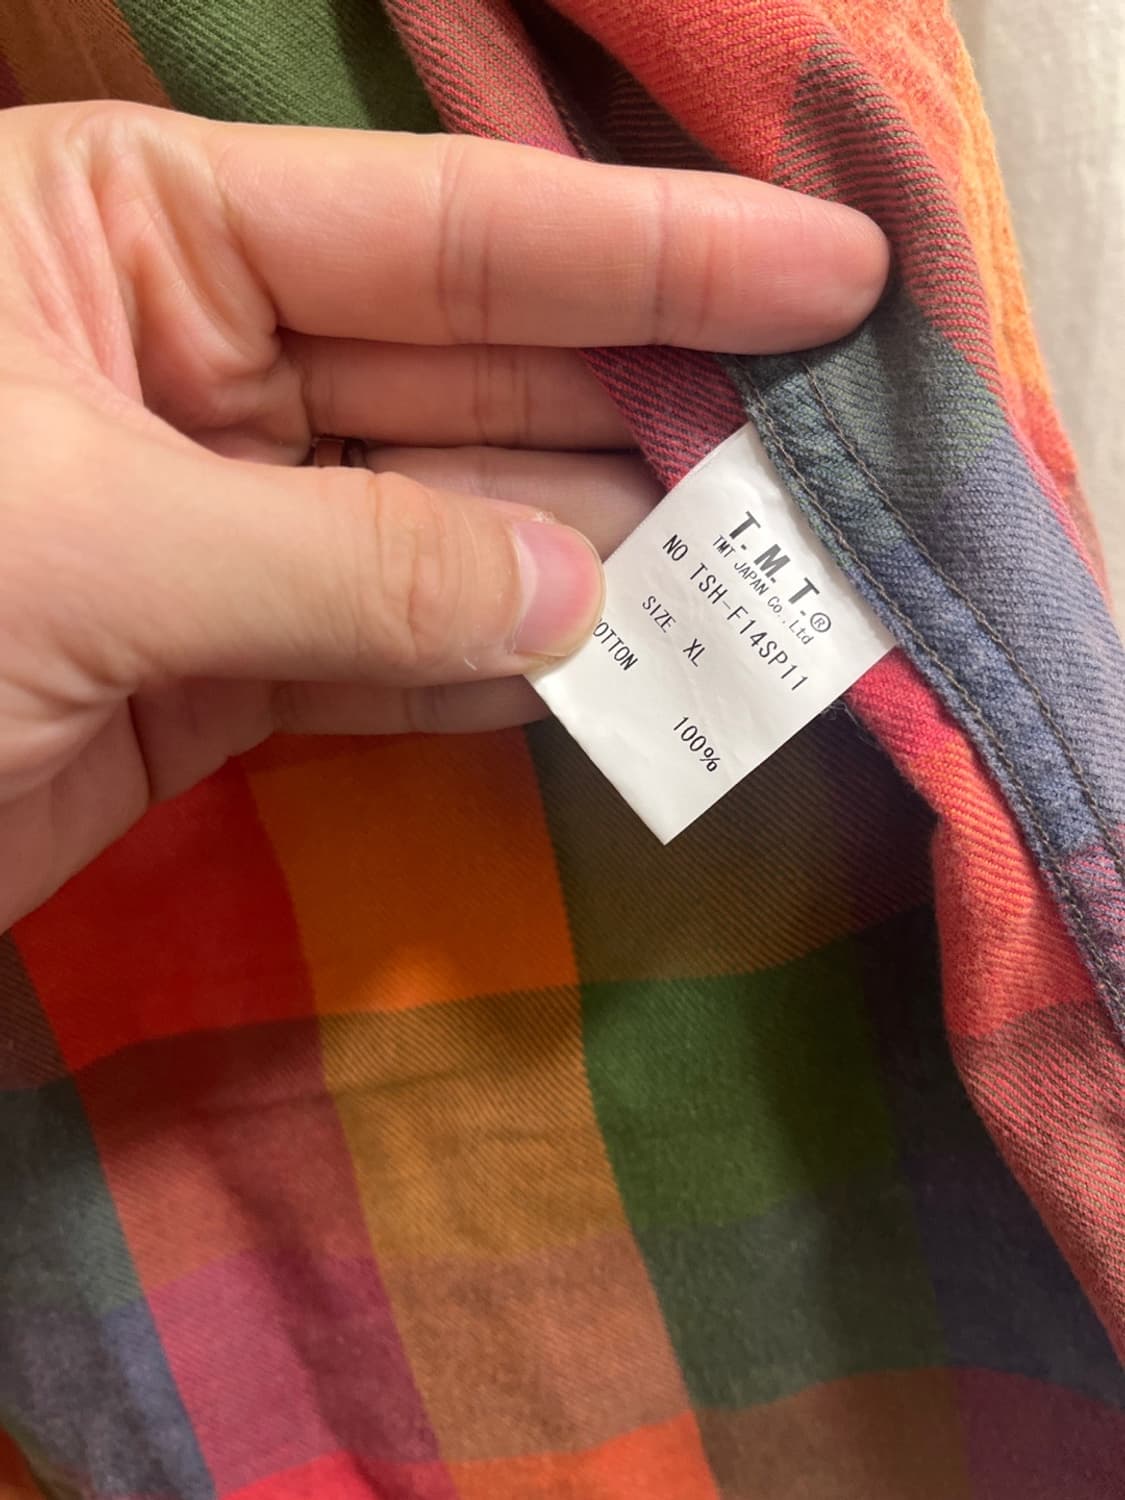 T.M.T.®
TMT JAPAN Co.,Ltd
NO TSH-F14SP11
SIZE XL
OTTON 100%